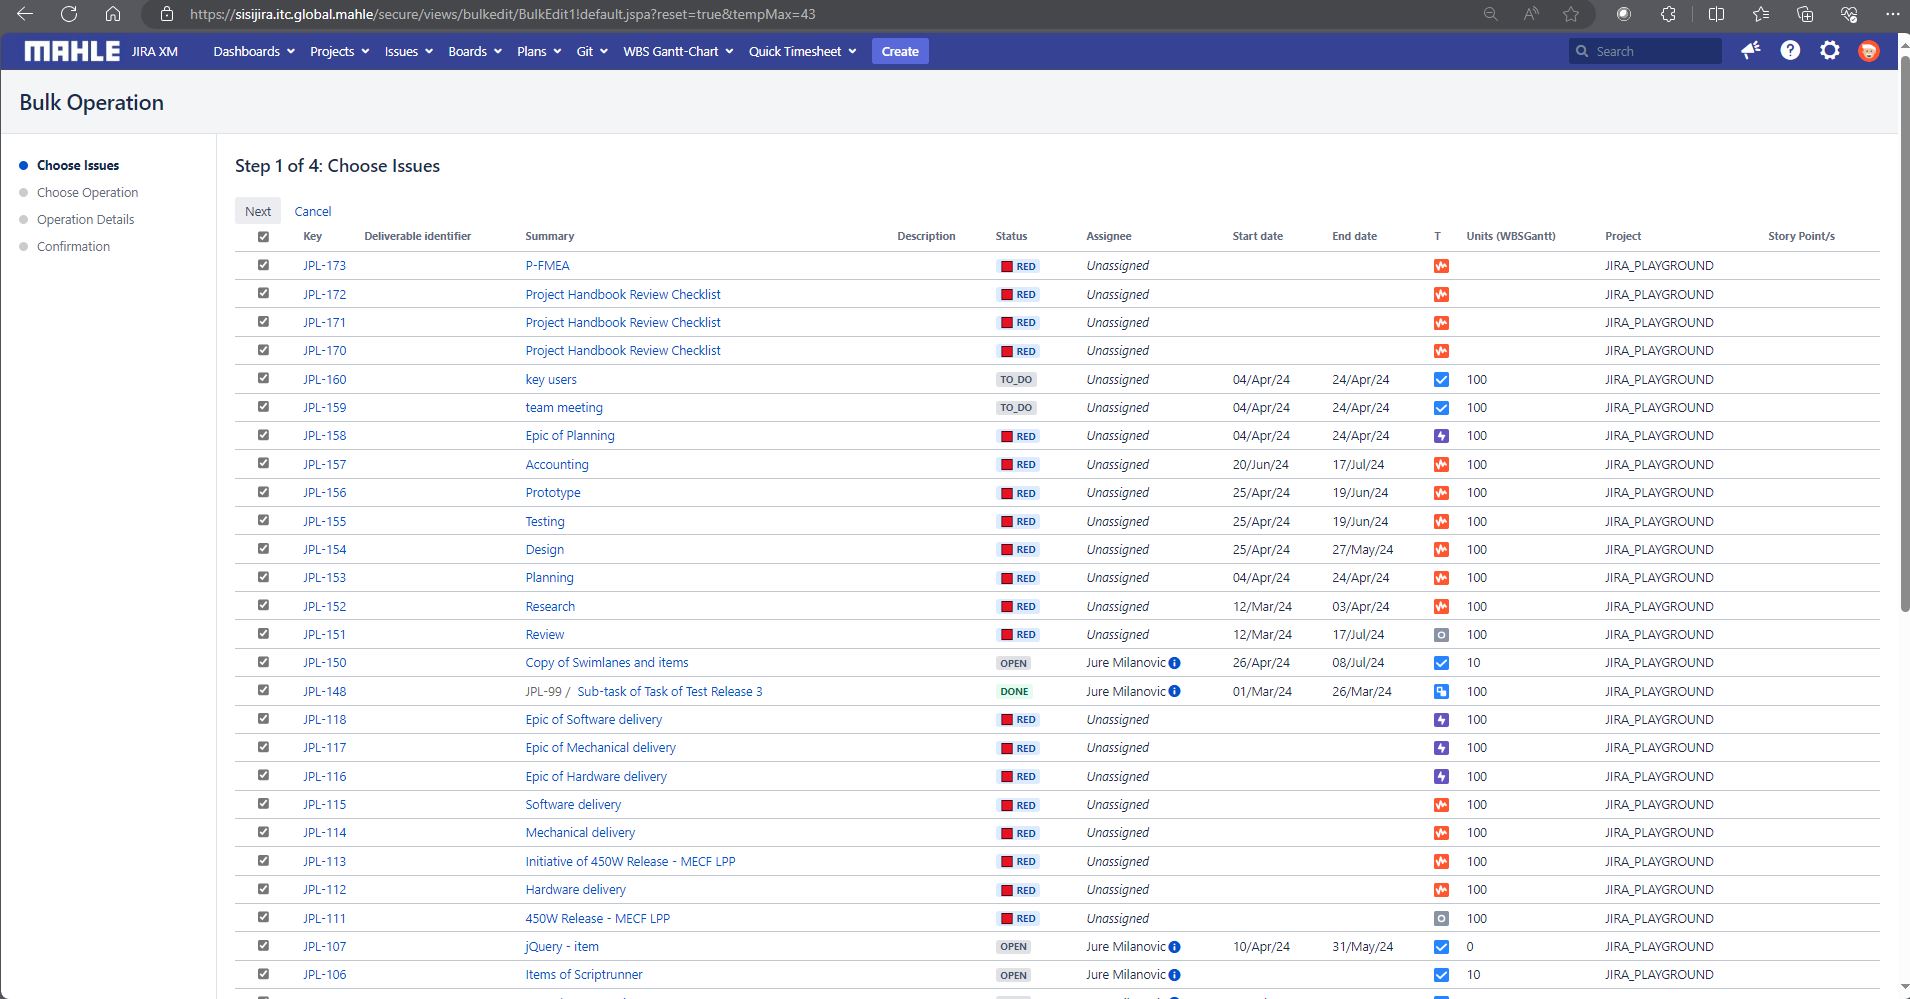 https://sisijira.itc.global.mahle/secure/views/bulkedit/BulkEdit1!default.jspa?reset=true&tempMax=43
MAHLE JIRA XM Dashboards Projects Issues Boards Plans Git WBS Gantt-Chart Quick Timesheet Create Search
Bulk Operation
Choose Issues
Choose Operation
Operation Details
Confirmation
Step 1 of 4: Choose Issues
Next Cancel
Key Deliverable identifier Summary Description Status Assignee Start date End date T Units (WBSGantt) Project Story Point/s
JPL-173 P-FMEA RED Unassigned JIRA_PLAYGROUND
JPL-172 Project Handbook Review Checklist RED Unassigned JIRA_PLAYGROUND
JPL-171 Project Handbook Review Checklist RED Unassigned JIRA_PLAYGROUND
JPL-170 Project Handbook Review Checklist RED Unassigned JIRA_PLAYGROUND
JPL-160 key users TO_DO Unassigned 04/Apr/24 24/Apr/24 100 JIRA_PLAYGROUND
JPL-159 team meeting TO_DO Unassigned 04/Apr/24 24/Apr/24 100 JIRA_PLAYGROUND
JPL-158 Epic of Planning RED Unassigned 04/Apr/24 24/Apr/24 100 JIRA_PLAYGROUND
JPL-157 Accounting RED Unassigned 20/Jun/24 17/Jul/24 100 JIRA_PLAYGROUND
JPL-156 Prototype RED Unassigned 25/Apr/24 19/Jun/24 100 JIRA_PLAYGROUND
JPL-155 Testing RED Unassigned 25/Apr/24 19/Jun/24 100 JIRA_PLAYGROUND
JPL-154 Design RED Unassigned 25/Apr/24 27/May/24 100 JIRA_PLAYGROUND
JPL-153 Planning RED Unassigned 04/Apr/24 24/Apr/24 100 JIRA_PLAYGROUND
JPL-152 Research RED Unassigned 12/Mar/24 03/Apr/24 100 JIRA_PLAYGROUND
JPL-151 Review RED Unassigned 12/Mar/24 17/Jul/24 100 JIRA_PLAYGROUND
JPL-150 Copy of Swimlanes and items OPEN Jure Milanovic 26/Apr/24 08/Jul/24 10 JIRA_PLAYGROUND
JPL-148 JPL-99 / Sub-task of Task of Test Release 3 DONE Jure Milanovic 01/Mar/24 26/Mar/24 100 JIRA_PLAYGROUND
JPL-118 Epic of Software delivery RED Unassigned 100 JIRA_PLAYGROUND
JPL-117 Epic of Mechanical delivery RED Unassigned 100 JIRA_PLAYGROUND
JPL-116 Epic of Hardware delivery RED Unassigned 100 JIRA_PLAYGROUND
JPL-115 Software delivery RED Unassigned 100 JIRA_PLAYGROUND
JPL-114 Mechanical delivery RED Unassigned 100 JIRA_PLAYGROUND
JPL-113 Initiative of 450W Release - MECF LPP RED Unassigned 100 JIRA_PLAYGROUND
JPL-112 Hardware delivery RED Unassigned 100 JIRA_PLAYGROUND
JPL-111 450W Release - MECF LPP RED Unassigned 100 JIRA_PLAYGROUND
JPL-107 jQuery - item OPEN Jure Milanovic 10/Apr/24 31/May/24 0 JIRA_PLAYGROUND
JPL-106 Items of Scriptrunner OPEN Jure Milanovic 10 JIRA_PLAYGROUND